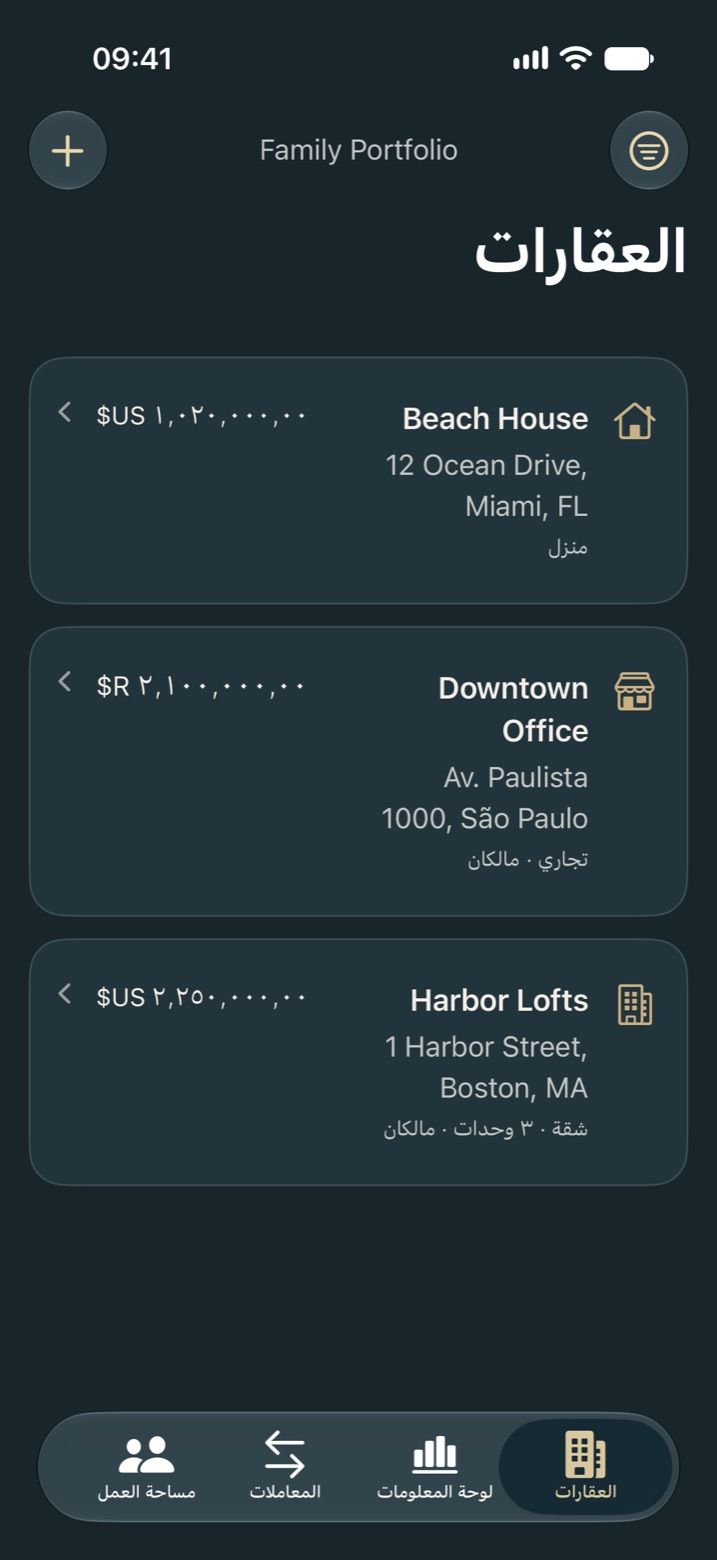 09:41
Family Portfolio
العقارات
Beach House
$US ١,٠٢٠,٠٠٠,٠٠
12 Ocean Drive,
Miami, FL
منزل
Downtown
Office
$R ٢,١٠٠,٠٠٠,٠٠
Av. Paulista
1000, São Paulo
تجاري · مالكان
Harbor Lofts
$US ٢,٢٥٠,٠٠٠,٠٠
1 Harbor Street,
Boston, MA
شقة · ٣ وحدات · مالكان
العقارات
لوحة المعلومات
المعاملات
مساحة العمل